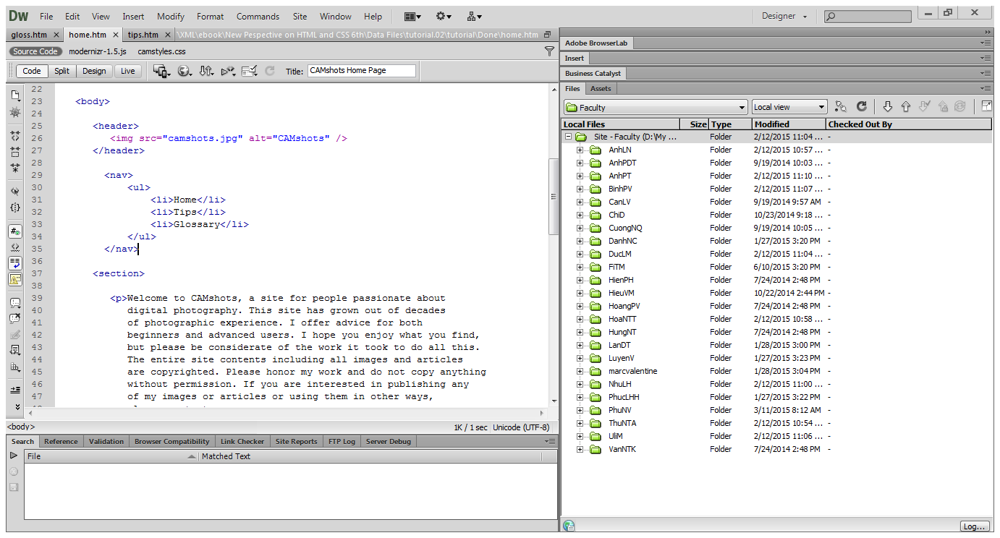 Dw File Edit View Insert Modify Format Commands Site Window Help Designer
gloss.htm × home.htm × tips.htm × \XML\ebook\New Pespective on HTML and CSS 6th\Data Files\tutorial.02\tutorial\Done\home.htm
Source Code modernizr-1.5.js camstyles.css
Code Split Design Live Title: CAMshots Home Page
22
23 <body>
24
25 <header>
26 <img src="camshots.jpg" alt="CAMshots" />
27 </header>
28
29 <nav>
30 <ul>
31 <li>Home</li>
32 <li>Tips</li>
33 <li>Glossary</li>
34 </ul>
35 </nav>
36
37 <section>
38
39 <p>Welcome to CAMshots, a site for people passionate about
40 digital photography. This site has grown out of decades
41 of photographic experience. I offer advice for both
42 beginners and advanced users. I hope you enjoy what you find,
43 but please be considerate of the work it took to do all this.
44 The entire site contents including all images and articles
45 are copyrighted. Please honor my work and do not copy anything
46 without permission. If you are interested in publishing any
47 of my images or articles or using them in other ways,
<body> 1K / 1 sec Unicode (UTF-8)
Search Reference Validation Browser Compatibility Link Checker Site Reports FTP Log Server Debug
File Matched Text
Adobe BrowserLab
Insert
Business Catalyst
Files Assets
Faculty Local view
Local Files Size Type Modified Checked Out By
Site - Faculty (D:\My ... Folder 2/12/2015 11:04 ... -
AnhLN Folder 2/12/2015 10:57 ... -
AnhPDT Folder 9/19/2014 10:03 ... -
AnhPT Folder 2/12/2015 11:10 ... -
BinhPV Folder 2/12/2015 11:07 ... -
CanLV Folder 9/19/2014 9:57 AM -
ChiD Folder 10/23/2014 9:18 ... -
CuongNQ Folder 9/19/2014 10:05 ... -
DanhNC Folder 1/27/2015 3:20 PM -
DucLM Folder 2/12/2015 11:04 ... -
FiTM Folder 6/10/2015 3:20 PM -
HienPH Folder 7/24/2014 2:48 PM -
HieuVM Folder 10/22/2014 2:44 PM -
HoangPV Folder 7/24/2014 2:48 PM -
HoaNTT Folder 2/12/2015 10:58 ... -
HungNT Folder 7/24/2014 2:48 PM -
LanDT Folder 1/28/2015 3:00 PM -
LuyenV Folder 1/27/2015 3:23 PM -
marcvalentine Folder 1/28/2015 3:04 PM -
NhuLH Folder 2/12/2015 11:00 ... -
PhucLHH Folder 1/27/2015 3:22 PM -
PhuNV Folder 3/11/2015 8:12 AM -
ThuNTA Folder 2/12/2015 10:54 ... -
UliM Folder 2/12/2015 11:06 ... -
VanNTK Folder 7/24/2014 2:48 PM -
Log...